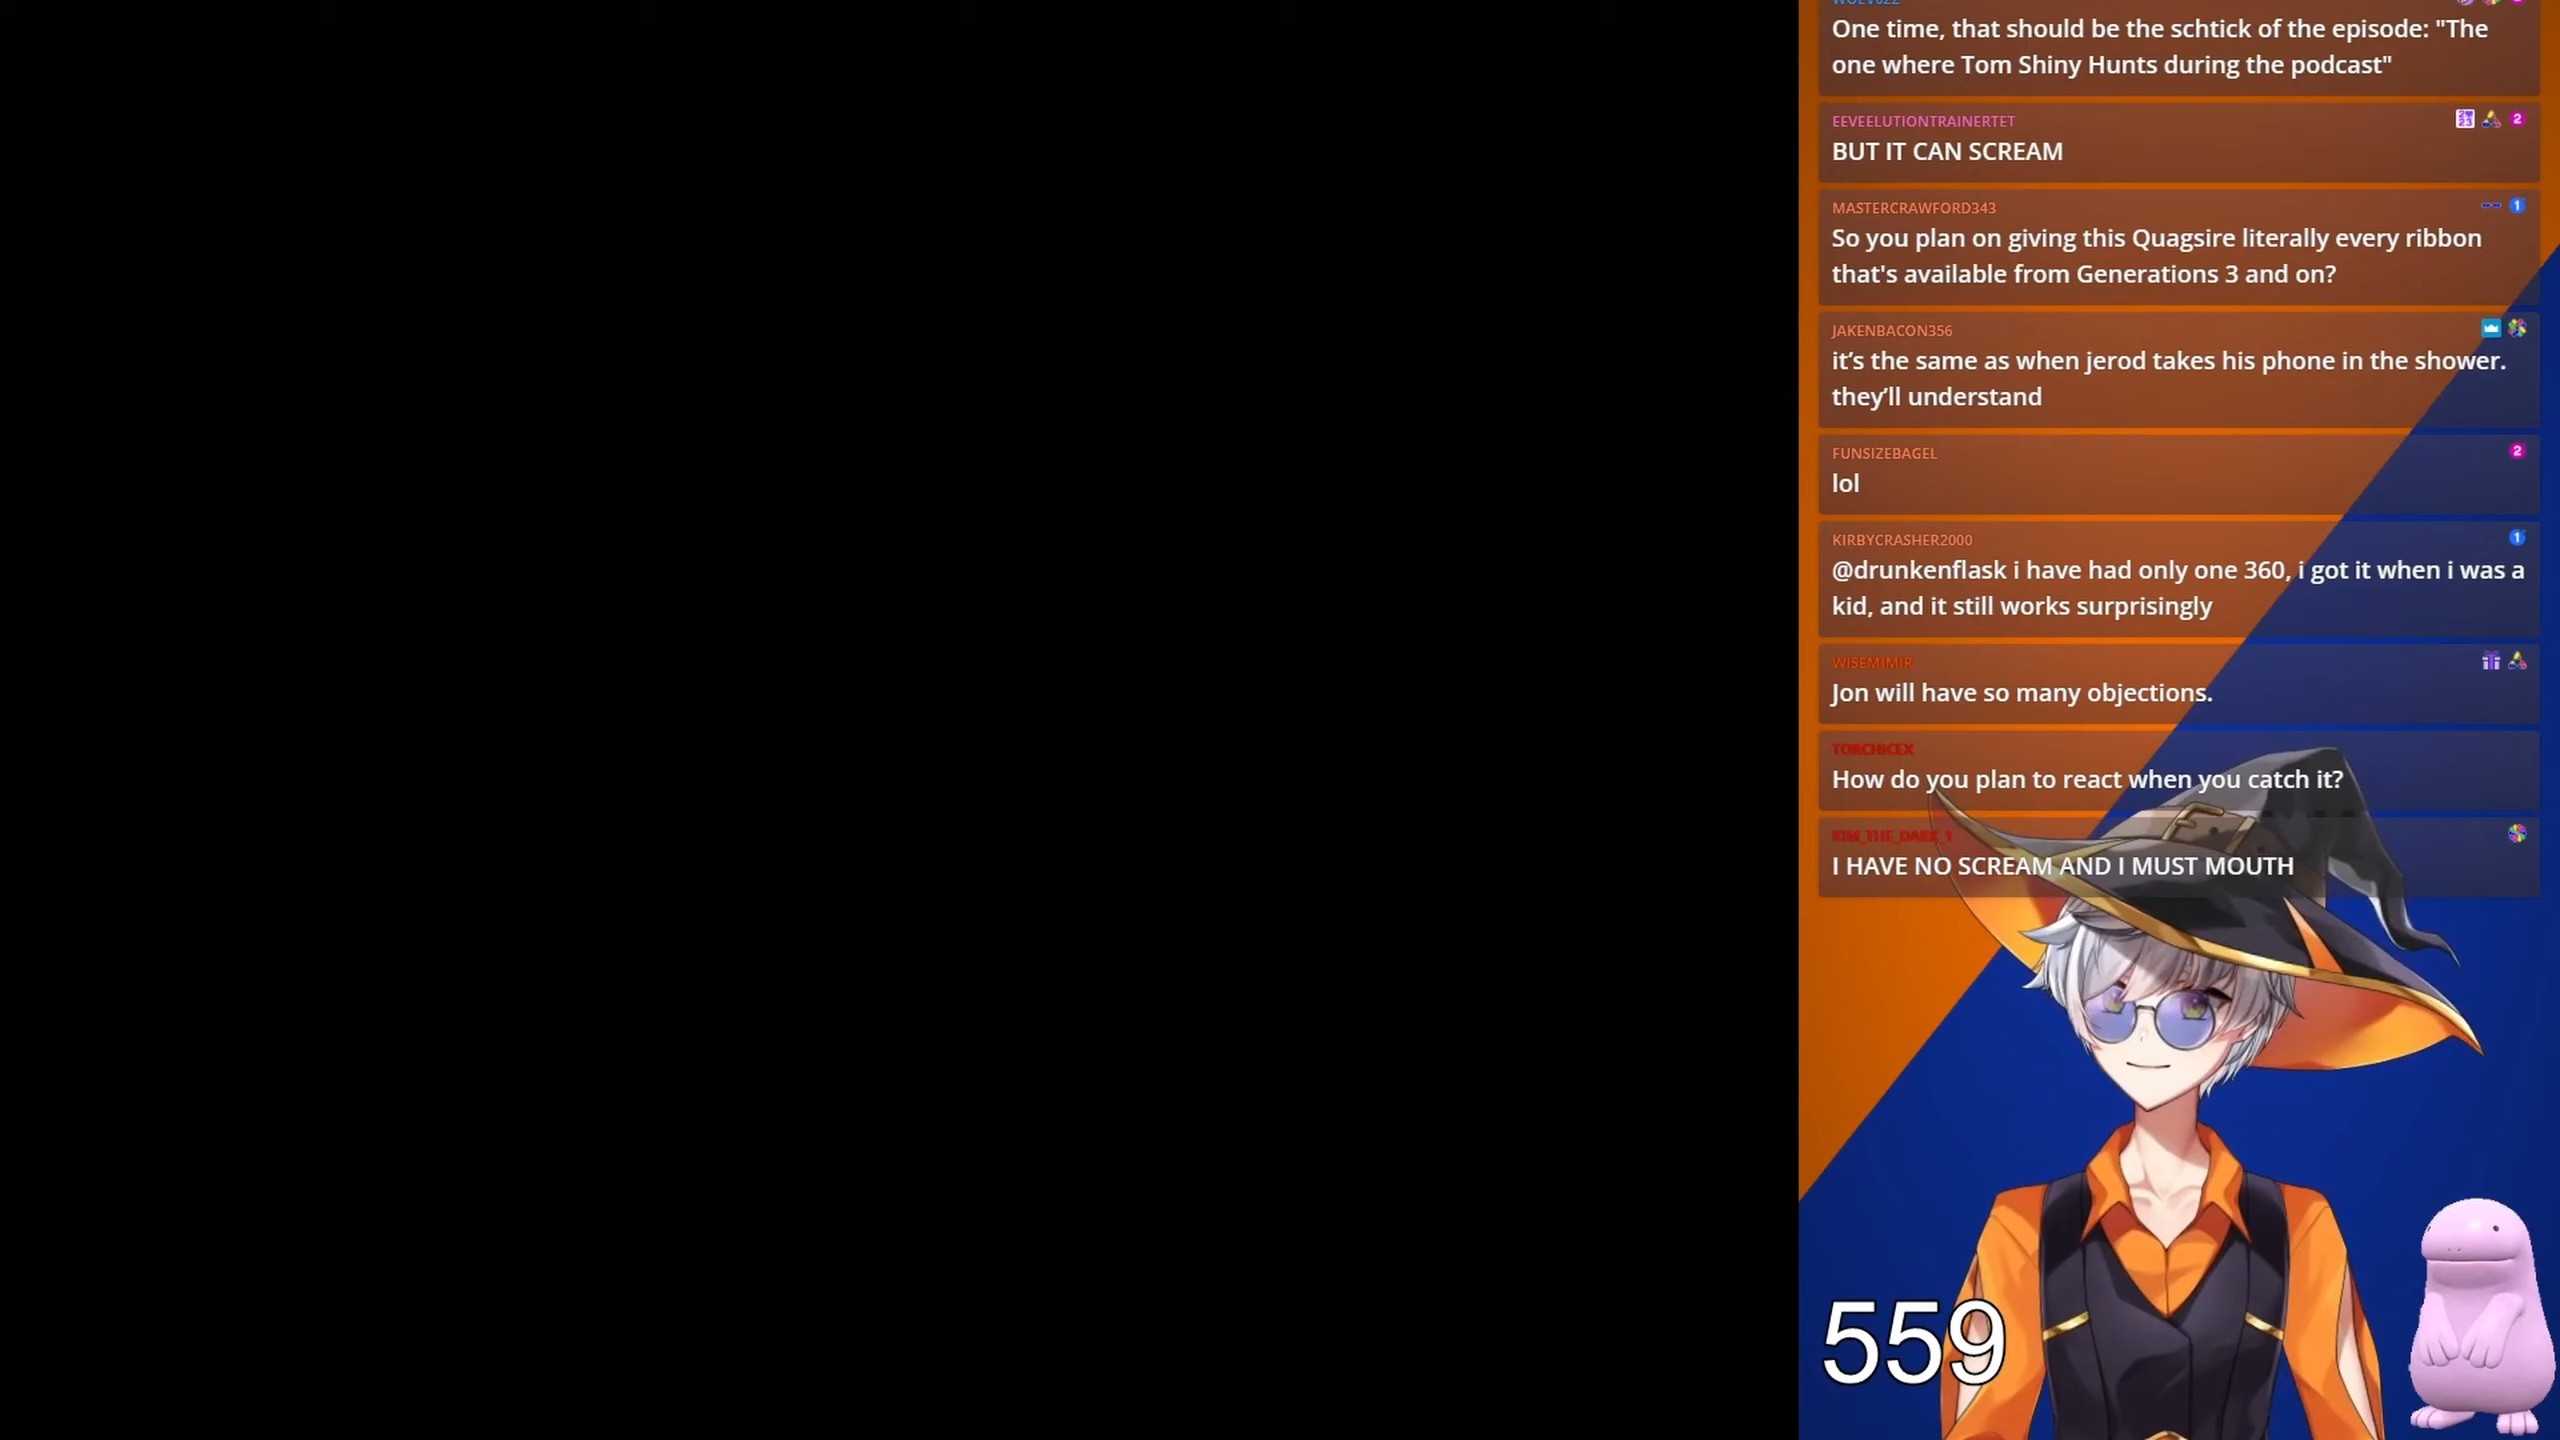 One time, that should be the schtick of the episode: "The
one where Tom Shiny Hunts during the podcast"
EEVEELUTIONTRAINERTET
2
BUT IT CAN SCREAM
MASTERCRAWFORD343
1
So you plan on giving this Quagsire literally every ribbon
that's available from Generations 3 and on?
JAKENBACON356
it’s the same as when jerod takes his phone in the shower.
they’ll understand
FUNSIZEBAGEL
2
lol
KIRBYCRASHER2000
1
@drunkenflask i have had only one 360, i got it when i was a
kid, and it still works surprisingly
WISEMIMIR
Jon will have so many objections.
TORCHICEX
How do you plan to react when you catch it?
KIM_THE_DARK_1
I HAVE NO SCREAM AND I MUST MOUTH
559